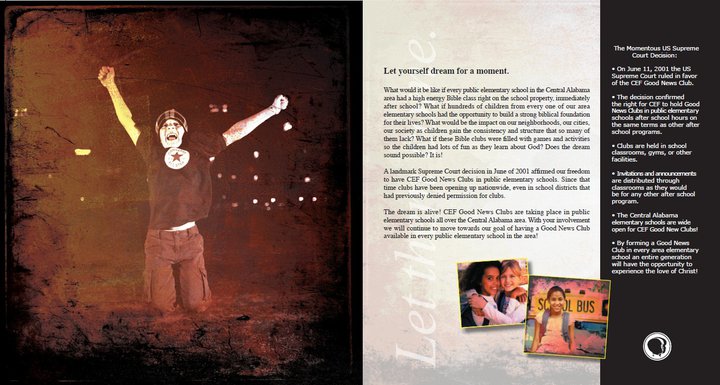 Let yourself dream for a moment.
What would it be like if every public elementary school in the Central Alabama
area had a high energy Bible class right on the school property, immediately
after school? What if hundreds of children from every one of our area
elementary schools had the opportunity to build a strong biblical foundation
for their lives? What would be the impact on our neighborhoods, our cities,
our society as children gain the consistency and structure that so many of
them lack? What if these Bible clubs were filled with games and activities
so the children had lots of fun as they learn about God? Does the dream
sound possible? It is!
A landmark Supreme Court decision in June of 2001 affirmed our freedom
to have CEF Good News Clubs in public elementary schools. Since that
time clubs have been opening up nationwide, even in school districts that
had previously denied permission for clubs.
The dream is alive! CEF Good News Clubs are taking place in public
elementary schools all over the Central Alabama area. With your involvement
we will continue to move towards our goal of having a Good News Club
available in every public elementary school in the area!
Let
SCHOOL BUS
The Momentous US Supreme
Court Decision:
• On June 11, 2001 the US
Supreme Court ruled in favor
of the CEF Good News Club.
• The decision confirmed
the right for CEF to hold Good
News Clubs in public elementary
schools after school hours on
the same terms as other after
school programs.
• Clubs are held in school
classrooms, gyms, or other
facilities.
• Invitations and announcements
are distributed through
classrooms as they would
be for any other after school
program.
• The Central Alabama
elementary schools are wide
open for CEF Good New Clubs!
• By forming a Good News
Club in every area elementary
school an entire generation
will have the opportunity to
experience the love of Christ!